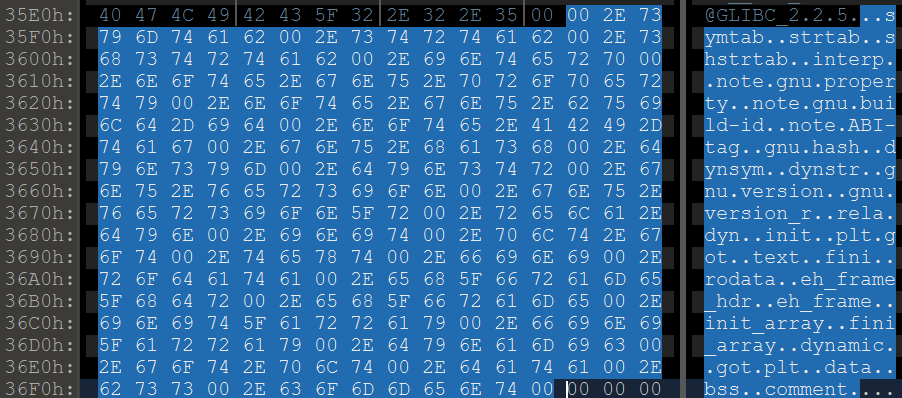 35E0h: 40 47 4C 49 42 43 5F 32 2E 32 2E 35 00 00 2E 73 @GLIBC_2.2.5...s
35F0h: 79 6D 74 61 62 00 2E 73 74 72 74 61 62 00 2E 73 ymtab..strtab..s
3600h: 68 73 74 72 74 61 62 00 2E 69 6E 74 65 72 70 00 hstrtab..interp.
3610h: 2E 6E 6F 74 65 2E 67 6E 75 2E 70 72 6F 70 65 72 .note.gnu.proper
3620h: 74 79 00 2E 6E 6F 74 65 2E 67 6E 75 2E 62 75 69 ty..note.gnu.bui
3630h: 6C 64 2D 69 64 00 2E 6E 6F 74 65 2E 41 42 49 2D ld-id..note.ABI-
3640h: 74 61 67 00 2E 67 6E 75 2E 68 61 73 68 00 2E 64 tag..gnu.hash..d
3650h: 79 6E 73 79 6D 00 2E 64 79 6E 73 74 72 00 2E 67 ynsym..dynstr..g
3660h: 6E 75 2E 76 65 72 73 69 6F 6E 00 2E 67 6E 75 2E nu.version..gnu.
3670h: 76 65 72 73 69 6F 6E 5F 72 00 2E 72 65 6C 61 2E version_r..rela.
3680h: 64 79 6E 00 2E 69 6E 69 74 00 2E 70 6C 74 2E 67 dyn..init..plt.g
3690h: 6F 74 00 2E 74 65 78 74 00 2E 66 69 6E 69 00 2E ot..text..fini..
36A0h: 72 6F 64 61 74 61 00 2E 65 68 5F 66 72 61 6D 65 rodata..eh_frame
36B0h: 5F 68 64 72 00 2E 65 68 5F 66 72 61 6D 65 00 2E _hdr..eh_frame..
36C0h: 69 6E 69 74 5F 61 72 72 61 79 00 2E 66 69 6E 69 init_array..fini
36D0h: 5F 61 72 72 61 79 00 2E 64 79 6E 61 6D 69 63 00 _array..dynamic.
36E0h: 2E 67 6F 74 2E 70 6C 74 00 2E 64 61 74 61 00 2E .got.plt..data..
36F0h: 62 73 73 00 2E 63 6F 6D 6D 65 6E 74 00 00 00 00 bss..comment....